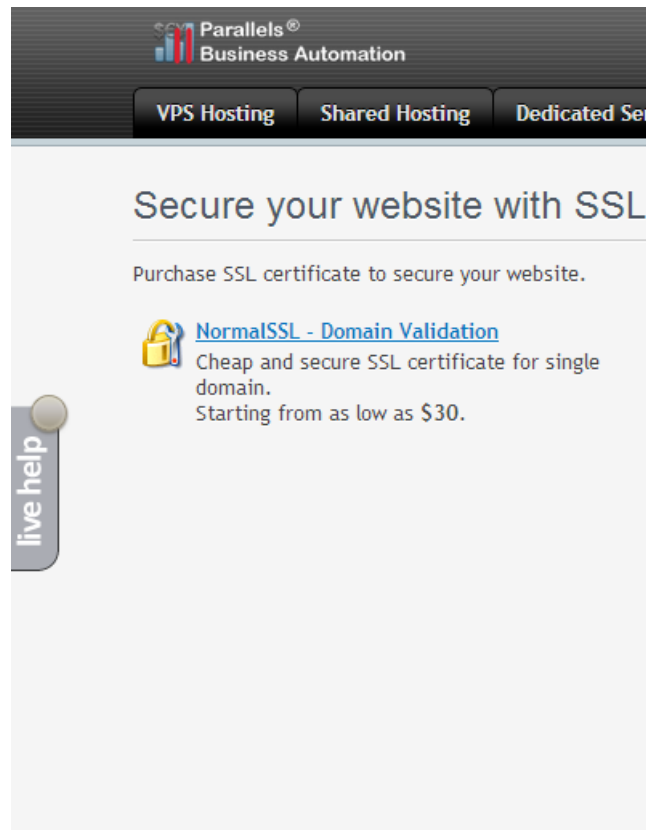 Parallels®
Business Automation
VPS Hosting
Shared Hosting
Dedicated Se
Secure your website with SSL
Purchase SSL certificate to secure your website.
NormalSSL - Domain Validation
Cheap and secure SSL certificate for single
domain.
Starting from as low as $30.
live help